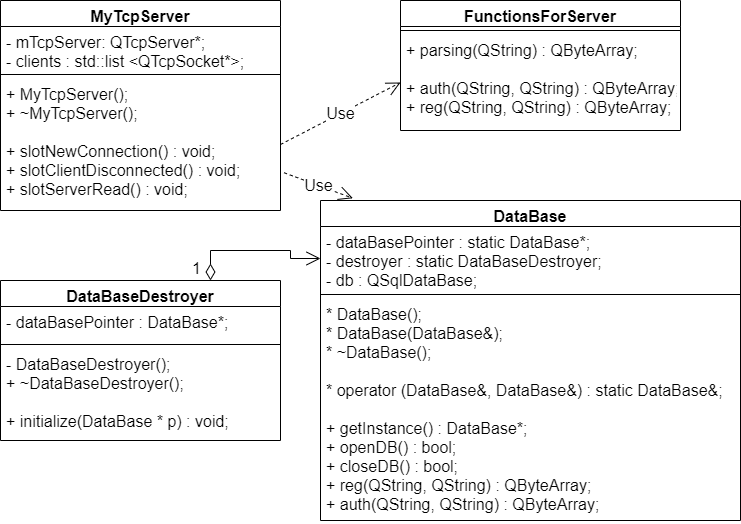 MyTcpServer
- mTcpServer: QTcpServer*;
- clients : std::list <QTcpSocket*>;
+ MyTcpServer();
+ ~MyTcpServer();
+ slotNewConnection() : void;
+ slotClientDisconnected() : void;
+ slotServerRead() : void;
FunctionsForServer
+ parsing(QString) : QByteArray;
+ auth(QString, QString) : QByteArray
+ reg(QString, QString) : QByteArray;
Use
Use
DataBase
- dataBasePointer : static DataBase*;
- destroyer : static DataBaseDestroyer;
- db : QSqlDataBase;
* DataBase();
* DataBase(DataBase&);
* ~DataBase();
* operator (DataBase&, DataBase&) : static DataBase&;
+ getInstance() : DataBase*;
+ openDB() : bool;
+ closeDB() : bool;
+ reg(QString, QString) : QByteArray;
+ auth(QString, QString) : QByteArray;
1
DataBaseDestroyer
- dataBasePointer : DataBase*;
- DataBaseDestroyer();
+ ~DataBaseDestroyer();
+ initialize(DataBase * p) : void;